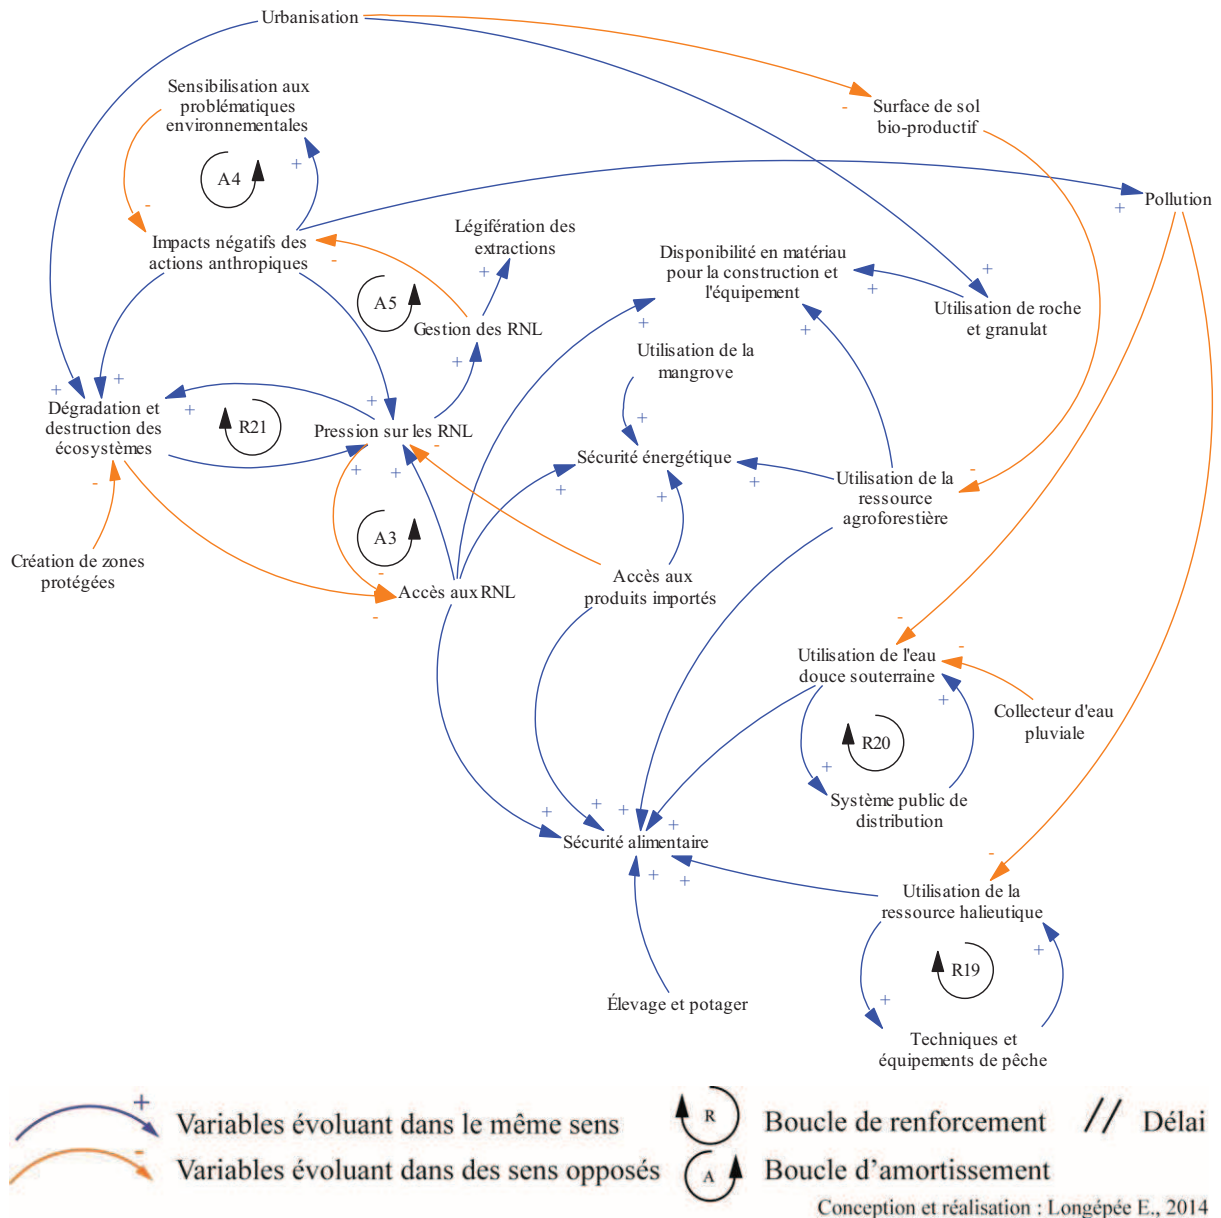 Urbanisation
Sensibilisation aux
problématiques
environnementales
-
Surface de sol
bio-productif
A4
+
-
Pollution
+
Impacts négatifs des
actions anthropiques
-
Légifération des
extractions
+
Disponibilité en matériau
pour la construction et
l'équipement
+
+
Utilisation de roche
et granulat
A5
Gestion des RNL
+
+
+
Utilisation de la
mangrove
+
+
+
Dégradation et
destruction des
écosystèmes
+
R21
+
Pression sur les RNL
-
+
Sécurité énergétique
+
+
-
+
+
+
+
-
Utilisation de la
ressource
agroforestière
A3
Création de zones
protégées
-
Accès aux RNL
-
Accès aux
produits importés
-
-
Utilisation de l'eau
douce souterraine
+
Collecteur d'eau
pluviale
R20
+
Système public de
distribution
+
+
+
+
Sécurité alimentaire
+
+
-
Utilisation de la
ressource halieutique
+
R19
+
Élevage et potager
Techniques et
équipements de pêche
+
Variables évoluant dans le même sens
R
Boucle de renforcement
//
Délai
-
Variables évoluant dans des sens opposés
A
Boucle d'amortissement
Conception et réalisation : Longépée E., 2014